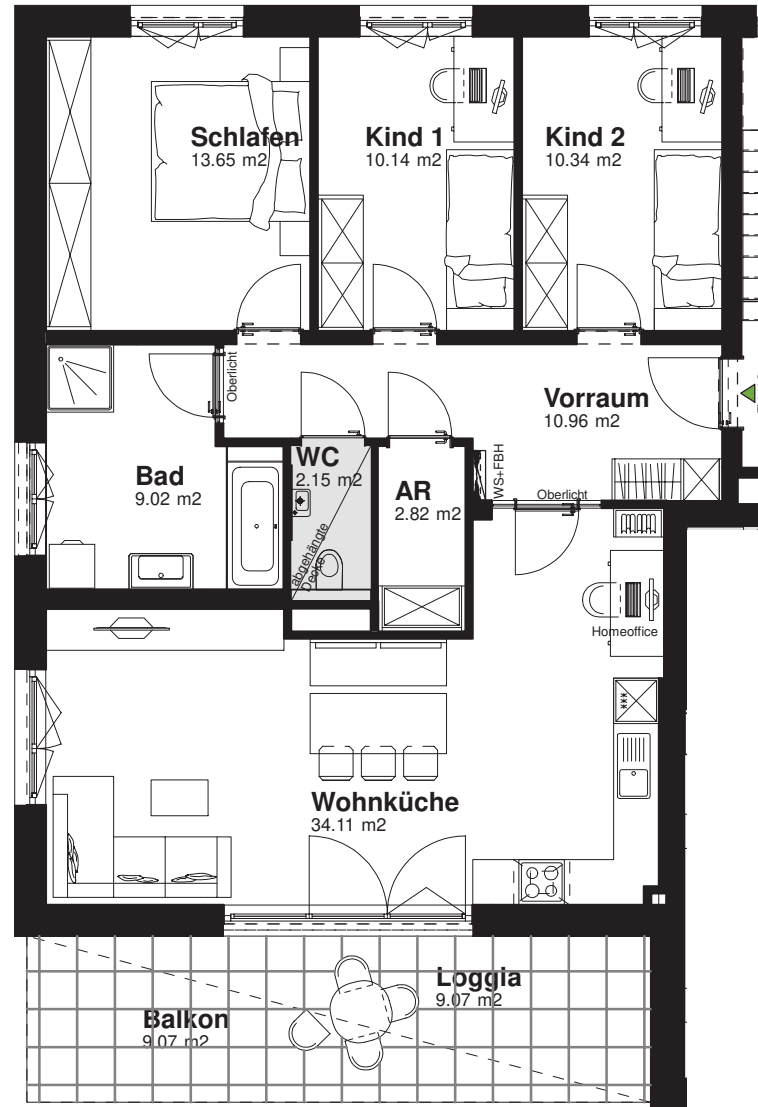 Schlafen
13.65 m2
Kind 1
10.14 m2
Kind 2
10.34 m2
Oberlicht
Vorraum
10.96 m2
Bad
9.02 m2
WC
2.15 m2
abgehängte
Decke
AR
2.82 m2
WS+FBH
Oberlicht
Homeoffice
Wohnküche
34.11 m2
Loggia
9.07 m2
Balkon
9.07 m2